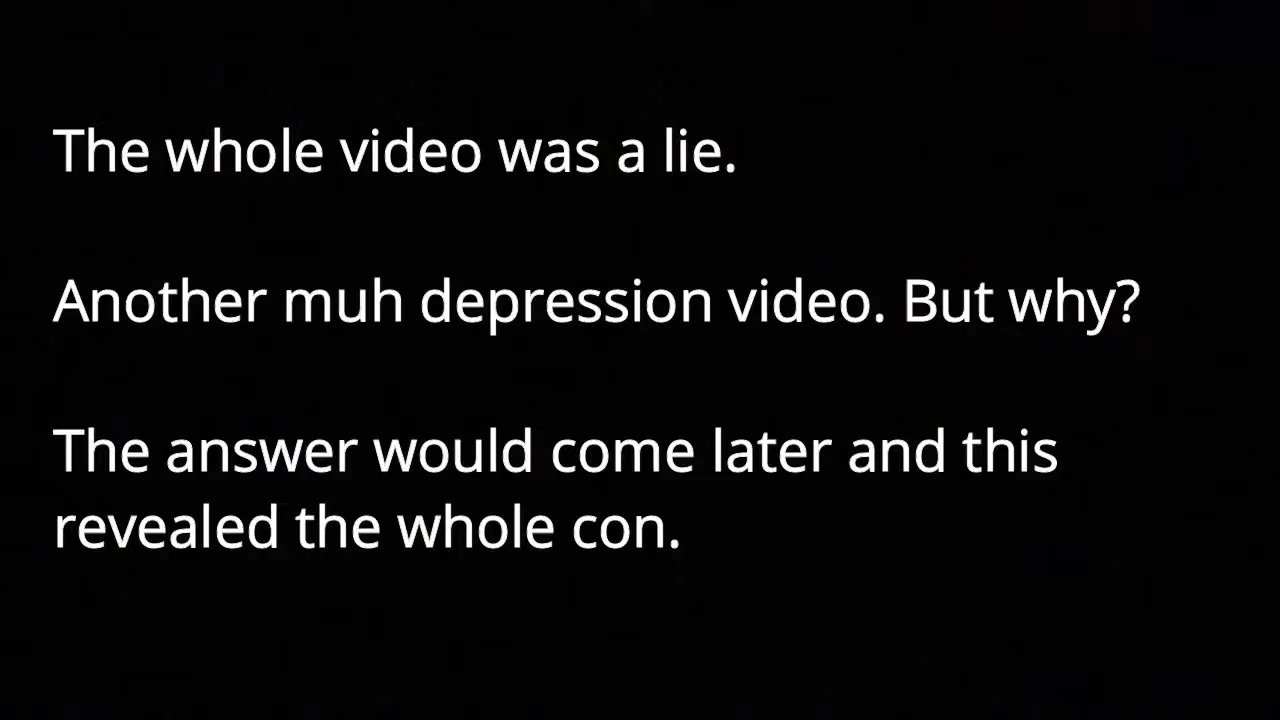 The whole video was a lie.
Another muh depression video. But why?
The answer would come later and this
revealed the whole con.